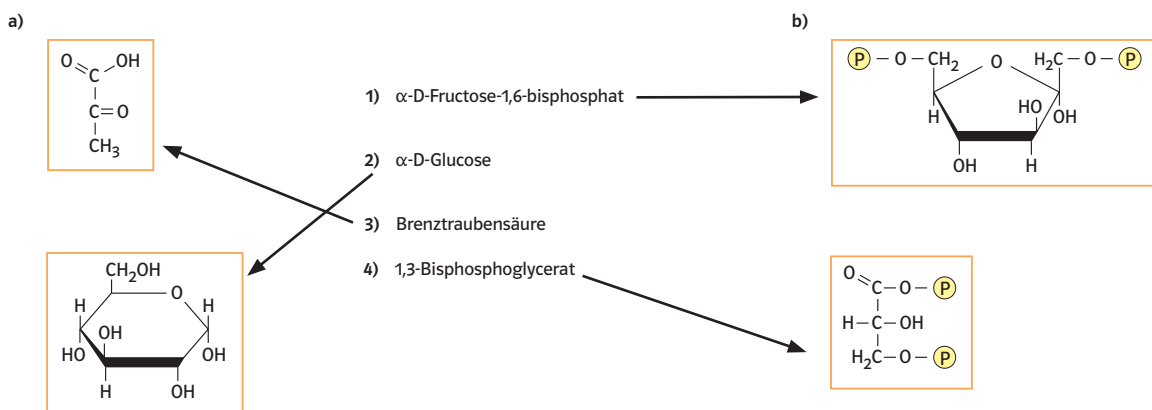 a)
b)
O
OH
C
C=O
CH₃
1) α-D-Fructose-1,6-bisphosphat
2) α-D-Glucose
3) Brenztraubensäure
4) 1,3-Bisphosphoglycerat
P – O – CH₂
O
H₂C – O – P
H
HO
OH
OH
H
CH₂OH
O
H
H
OH
HO
OH
H
OH
O
C – O – P
H – C – OH
H₂C – O – P